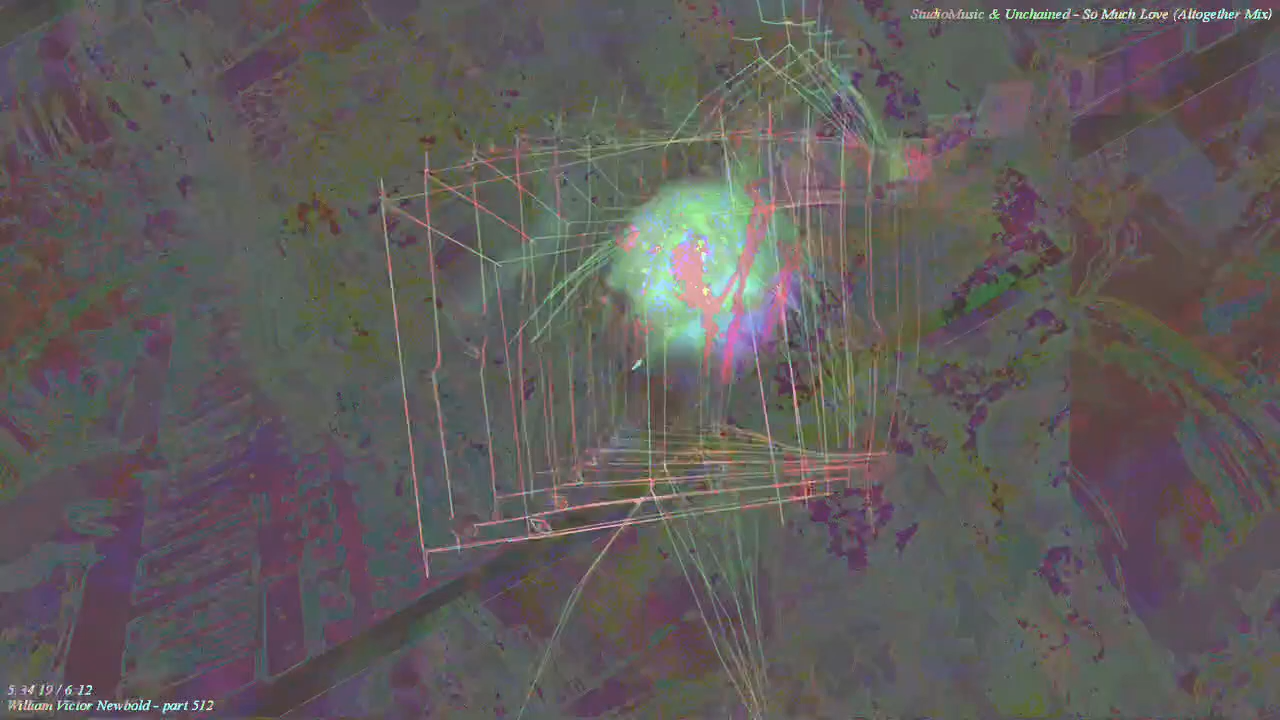 StudioMusic & Unchained - So Much Love (Altogether Mix)
5.34.19 / 6.12
William Victor Newbold - part 512